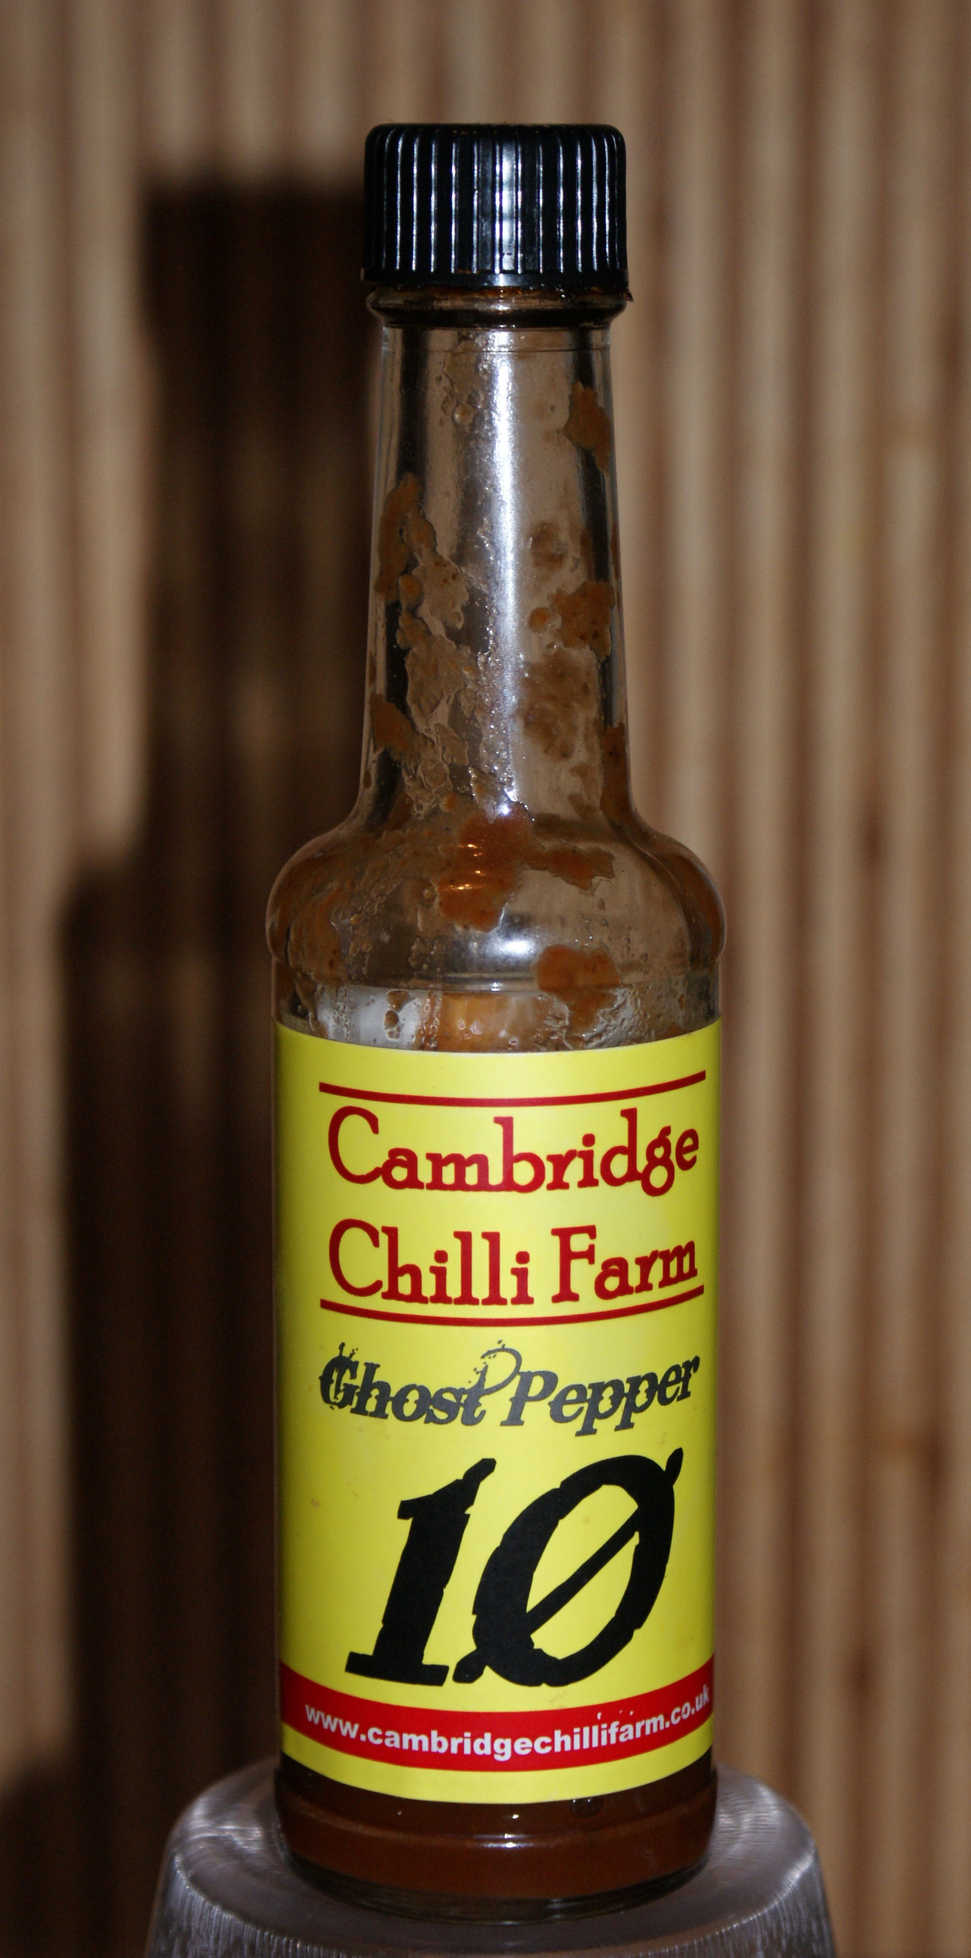 Cambridge
Chilli Farm
Ghost Pepper
10
www.cambridgechillifarm.co.uk